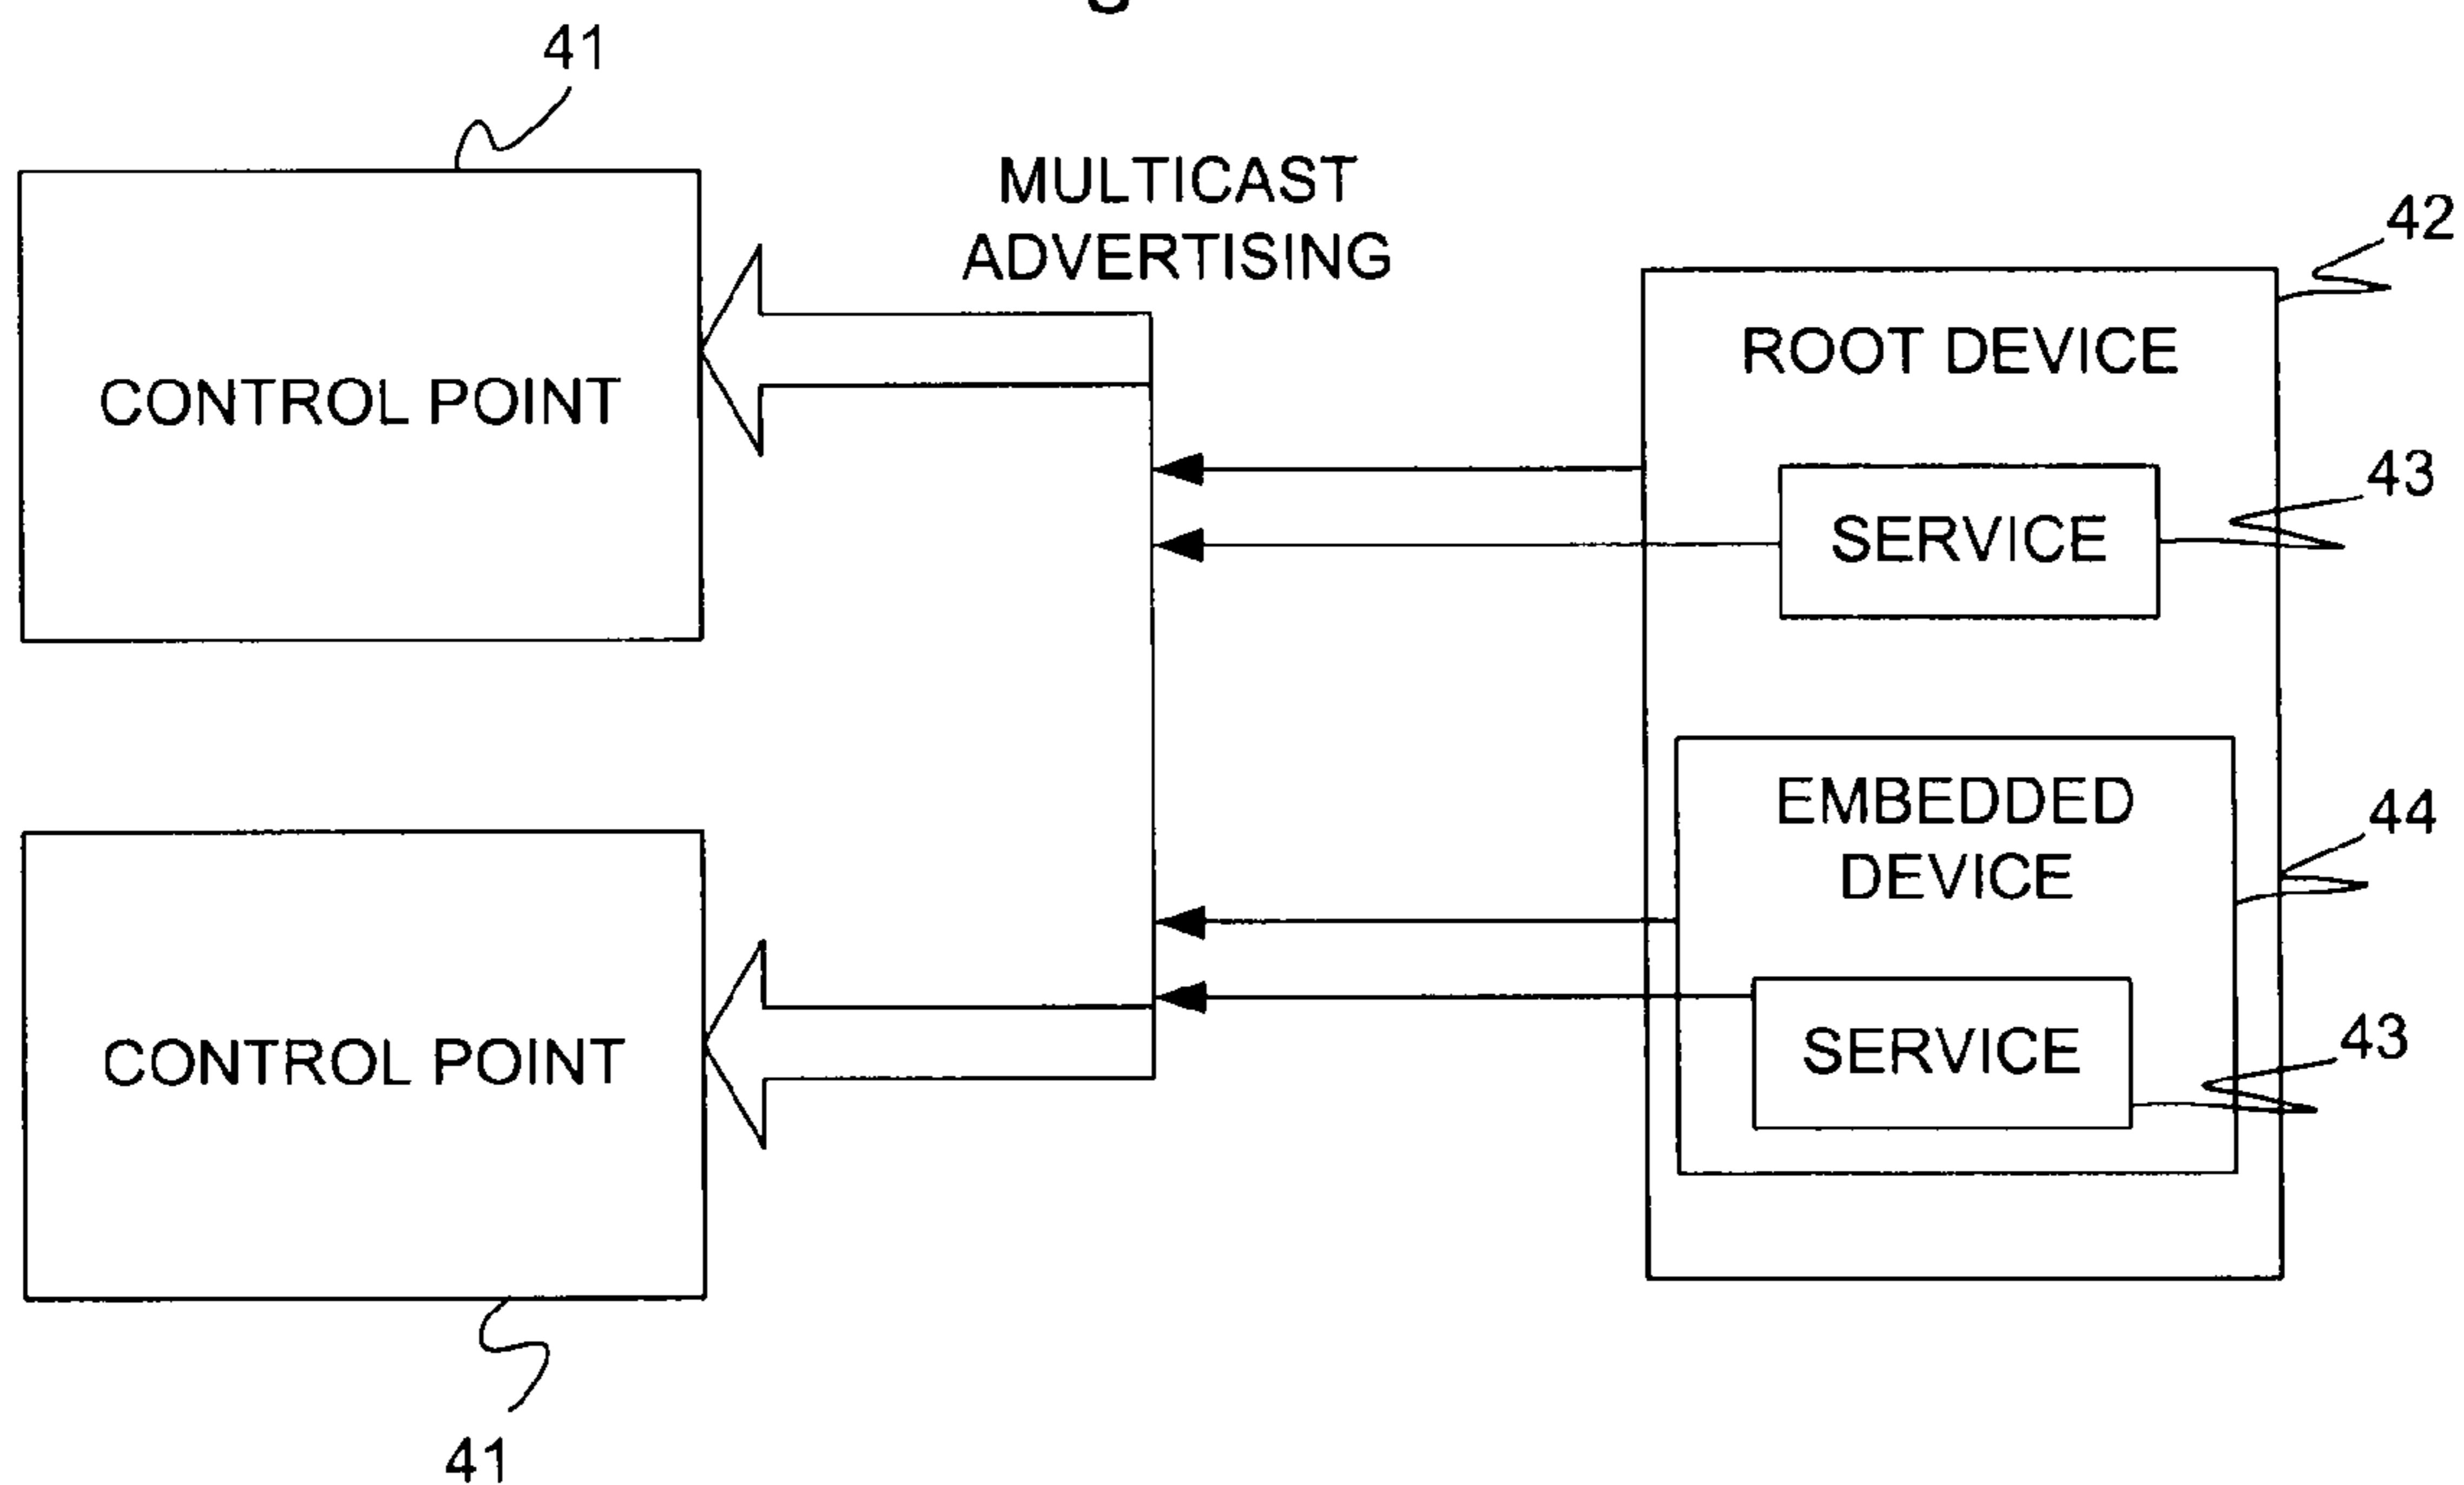 41
MULTICAST
ADVERTISING
42
ROOT DEVICE
CONTROL POINT
43
SERVICE
EMBEDDED
DEVICE
44
CONTROL POINT
SERVICE
43
41